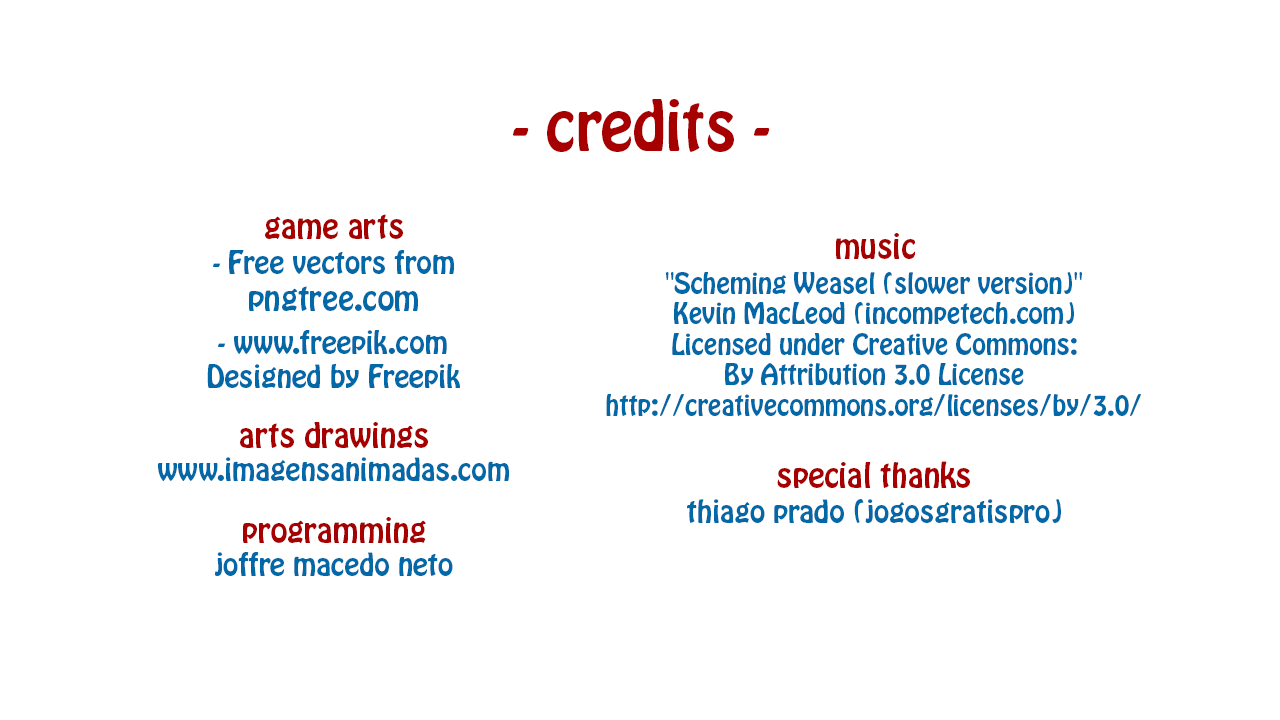 - credits -
game arts
- Free vectors from
pngtree.com
- www.freepik.com
Designed by Freepik
arts drawings
www.imagensanimadas.com
programming
joffre macedo neto
music
"Scheming Weasel (slower version)"
Kevin MacLeod (incompetech.com)
Licensed under Creative Commons:
By Attribution 3.0 License
http://creativecommons.org/licenses/by/3.0/
special thanks
thiago prado (jogosgratispro)